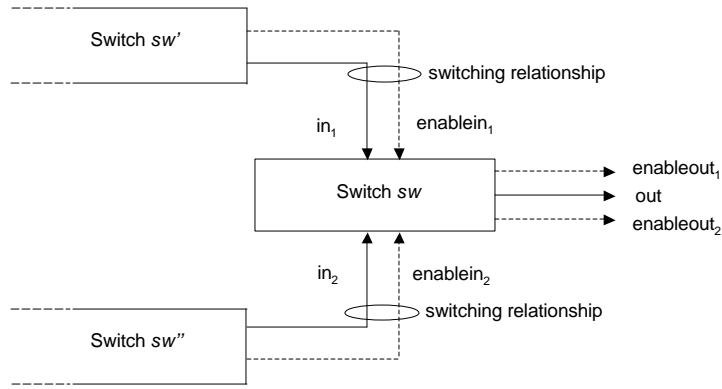 Switch sw’
switching relationship
in₁
enablein₁
enableout₁
Switch sw
out
enableout₂
in₂
enablein₂
switching relationship
Switch sw’’